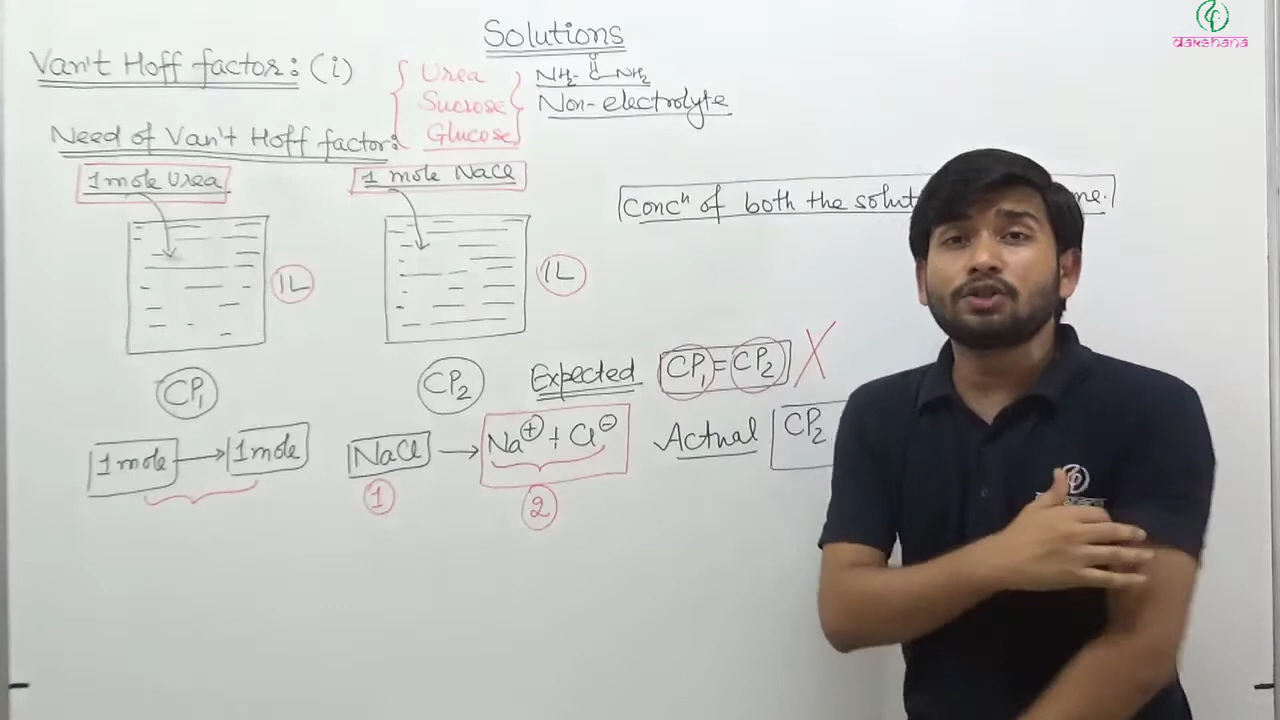 Solutions
dakshana
Van't Hoff factor: (i)
Urea
Sucrose
Glucose
O
NH₂- C-NH₂
Non-electrolyte
Need of Van't Hoff factor:
1 mole Urea
1 mole NaCl
Concⁿ of both the
1L
1L
CP₁
CP₂
Expected CP₁ = CP₂ X
1 mole → 1 mole
NaCl → Na⊕ + Cl⊖
Actual CP₂
1
2